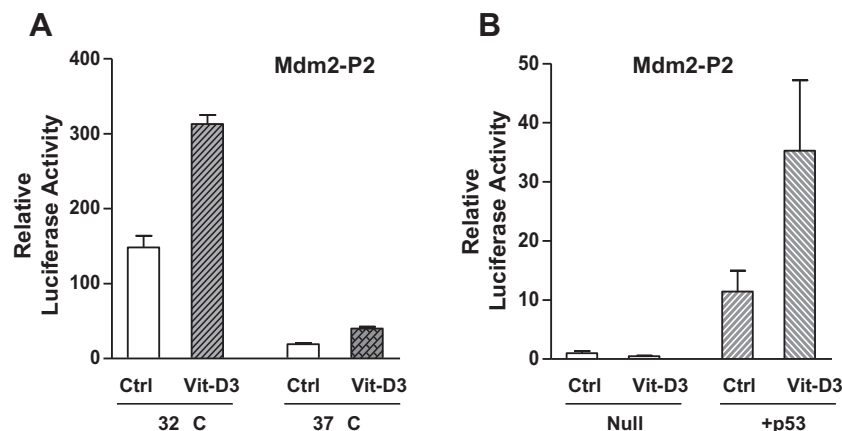 A
Mdm2-P2
Relative
Luciferase Activity
400
300
200
100
0
Ctrl Vit-D3 Ctrl Vit-D3
32 C 37 C
B
Mdm2-P2
Relative
Luciferase Activity
50
40
30
20
10
0
Ctrl Vit-D3 Ctrl Vit-D3
Null +p53